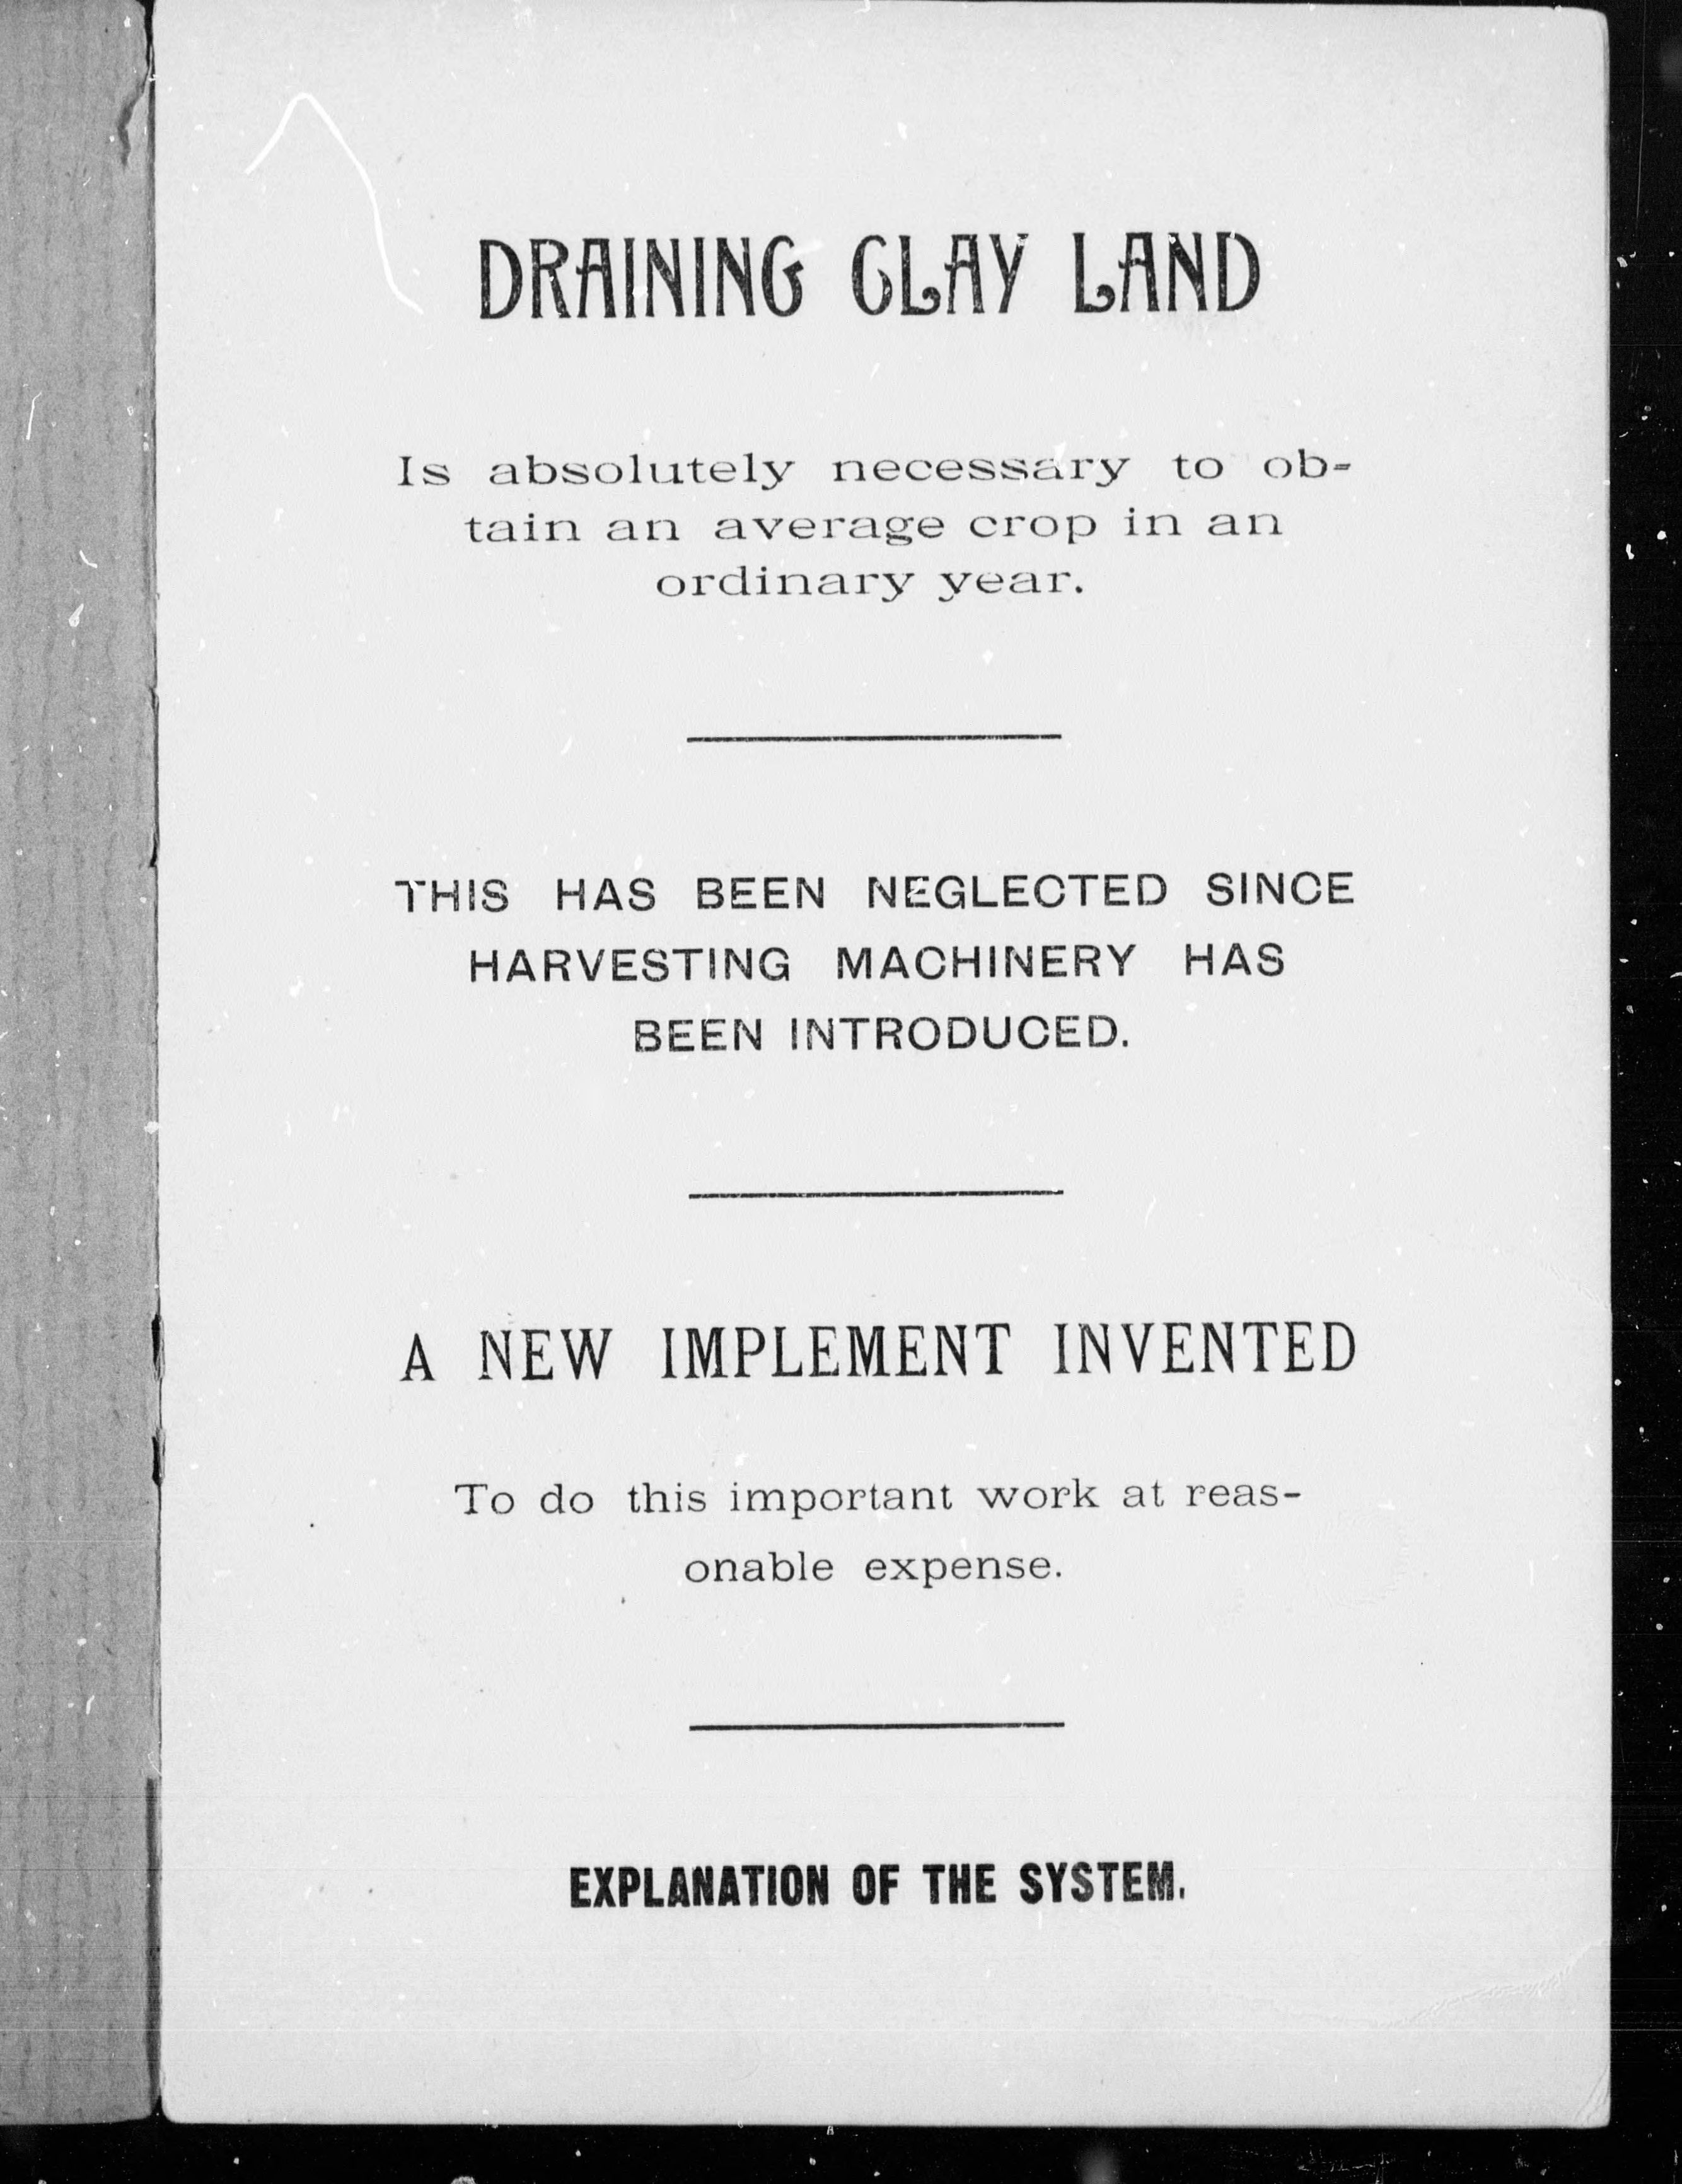 DRAINING CLAY LAND
Is absolutely necessary to ob-
tain an average crop in an
ordinary year.
THIS HAS BEEN NEGLECTED SINCE
HARVESTING MACHINERY HAS
BEEN INTRODUCED.
A NEW IMPLEMENT INVENTED
To do this important work at reas-
onable expense.
EXPLANATION OF THE SYSTEM.